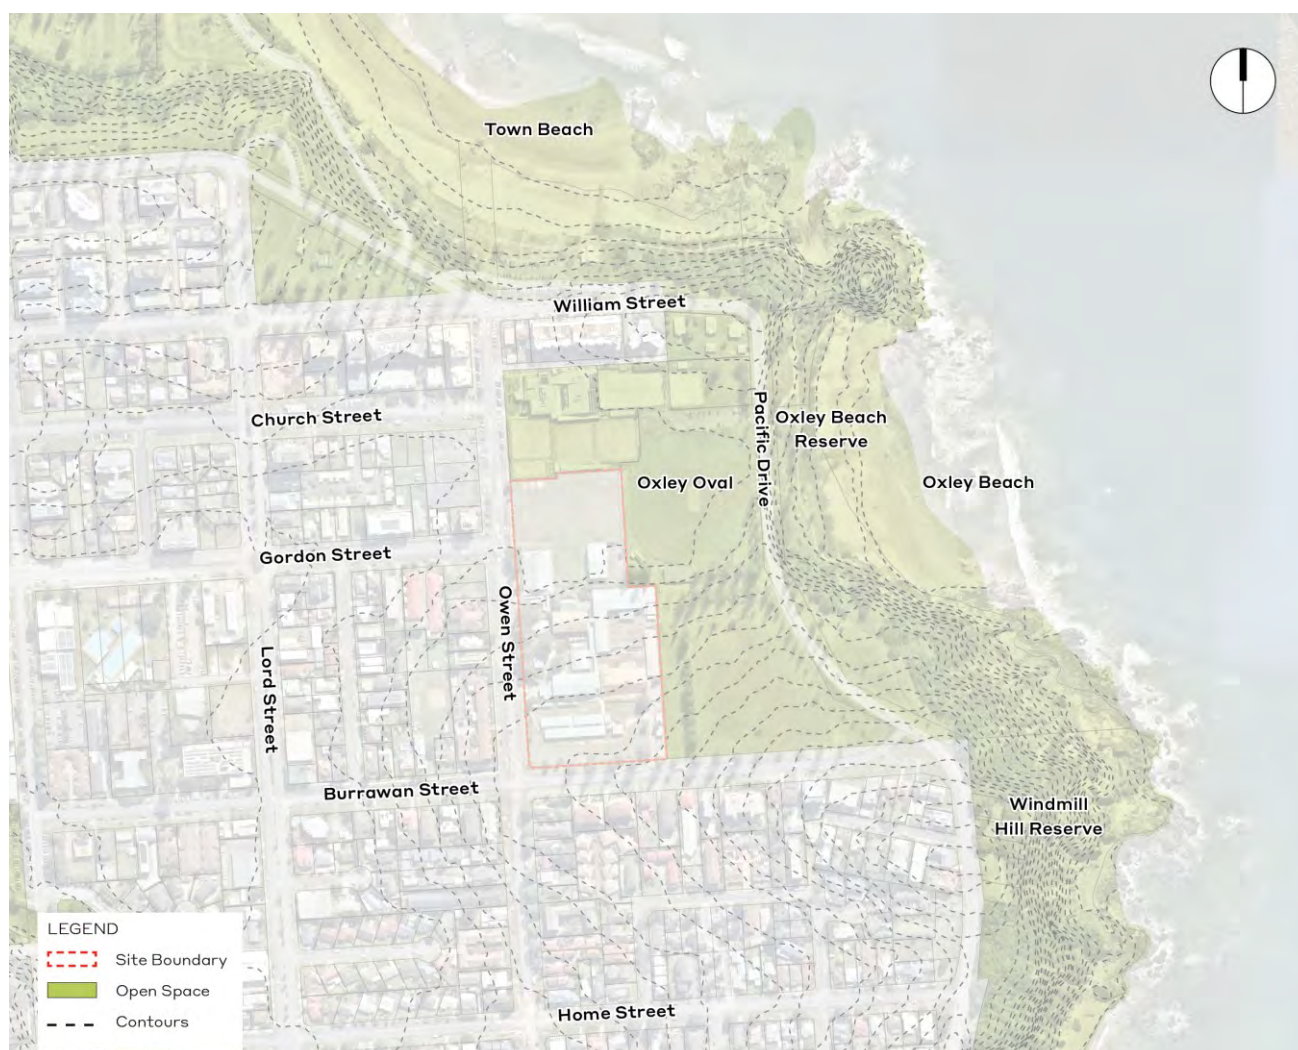 Town Beach
William Street
Church Street
Pacific Drive
Oxley Beach
Reserve
Oxley Oval
Oxley Beach
Gordon Street
Owen Street
Lord Street
Burrawan Street
Windmill
Hill Reserve
Home Street
LEGEND
Site Boundary
Open Space
Contours